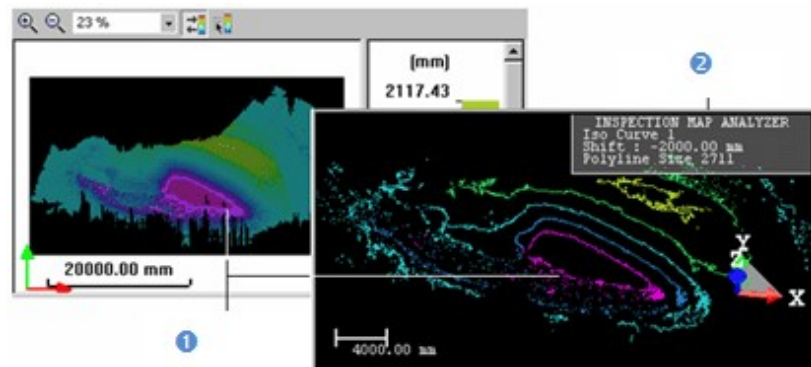 23 %
(mm)
2117.43
2
INSPECTION MAP ANALYZER
Iso Curve 1
Shift : -2000.00 mm
Polyline Size 2711
Y
Z
X
20000.00 mm
1
4000.00 mm